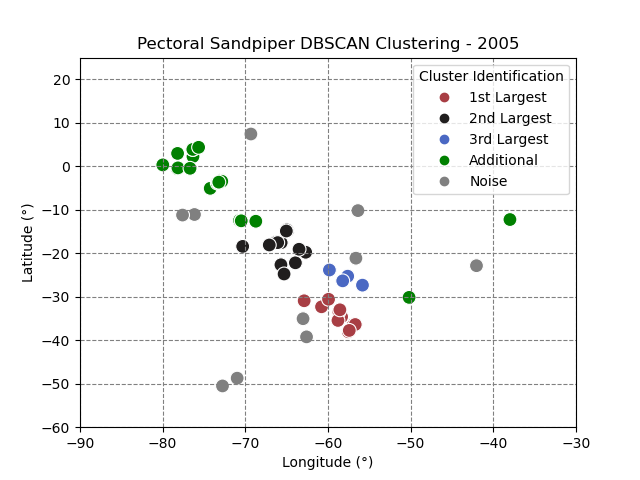 Pectoral Sandpiper DBSCAN Clustering - 2005
Cluster Identification
1st Largest
2nd Largest
3rd Largest
Additional
Noise
Latitude (°)
20
10
0
−10
−20
−30
−40
−50
−60
−90 −80 −70 −60 −50 −40 −30
Longitude (°)